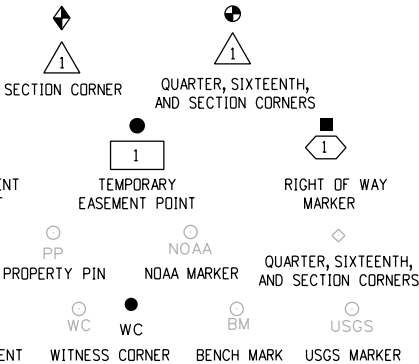 1
1
SECTION CORNER
QUARTER, SIXTEENTH,
AND SECTION CORNERS
1
1
TEMPORARY
EASEMENT POINT
RIGHT OF WAY
MARKER
PP
NOAA
PROPERTY PIN
NOAA MARKER
QUARTER, SIXTEENTH,
AND SECTION CORNERS
WC
WC
BM
USGS
WITNESS CORNER
BENCH MARK
USGS MARKER